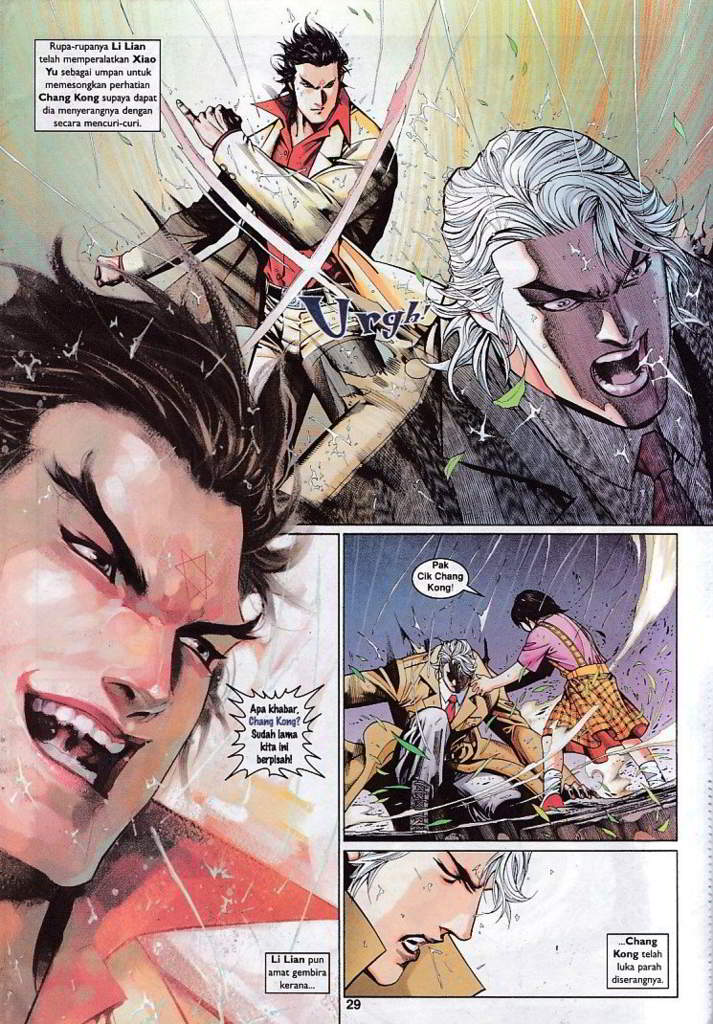 Rupa-rupanya Li Lian
telah memperalatkan Xiao
Yu sebagai umpan untuk
memesongkan perhatian
Chang Kong supaya dapat
dia menyerangnya dengan
secara mencuri-curi.
Urgh!
Apa khabar,
Chang Kong?
Sudah lama
kita ini
berpisah!
Li Lian pun
amat gembira
kerana...
Pak
Cik Chang
Kong!
...Chang
Kong telah
luka parah
diserangnya.
29